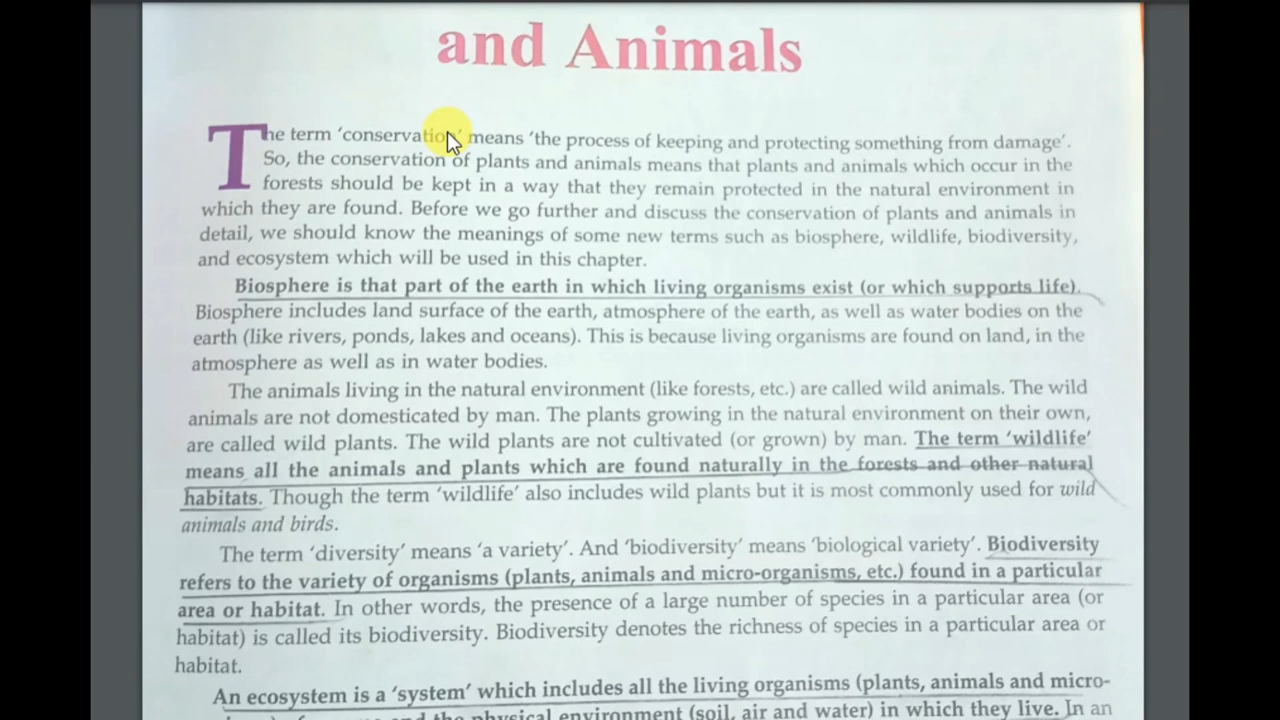 and Animals
The term ‘conservation’ means ‘the process of keeping and protecting something from damage’.
So, the conservation of plants and animals means that plants and animals which occur in the
forests should be kept in a way that they remain protected in the natural environment in
which they are found. Before we go further and discuss the conservation of plants and animals in
detail, we should know the meanings of some new terms such as biosphere, wildlife, biodiversity,
and ecosystem which will be used in this chapter.
Biosphere is that part of the earth in which living organisms exist (or which supports life).
Biosphere includes land surface of the earth, atmosphere of the earth, as well as water bodies on the
earth (like rivers, ponds, lakes and oceans). This is because living organisms are found on land, in the
atmosphere as well as in water bodies.
The animals living in the natural environment (like forests, etc.) are called wild animals. The wild
animals are not domesticated by man. The plants growing in the natural environment on their own,
are called wild plants. The wild plants are not cultivated (or grown) by man. The term ‘wildlife’
means all the animals and plants which are found naturally in the forests and other natural
habitats. Though the term ‘wildlife’ also includes wild plants but it is most commonly used for wild
animals and birds.
The term ‘diversity’ means ‘a variety’. And ‘biodiversity’ means ‘biological variety’. Biodiversity
refers to the variety of organisms (plants, animals and micro-organisms, etc.) found in a particular
area or habitat. In other words, the presence of a large number of species in a particular area (or
habitat) is called its biodiversity. Biodiversity denotes the richness of species in a particular area or
habitat.
An ecosystem is a ‘system’ which includes all the living organisms (plants, animals and micro-
and the physical environment (soil, air and water) in which they live. In an